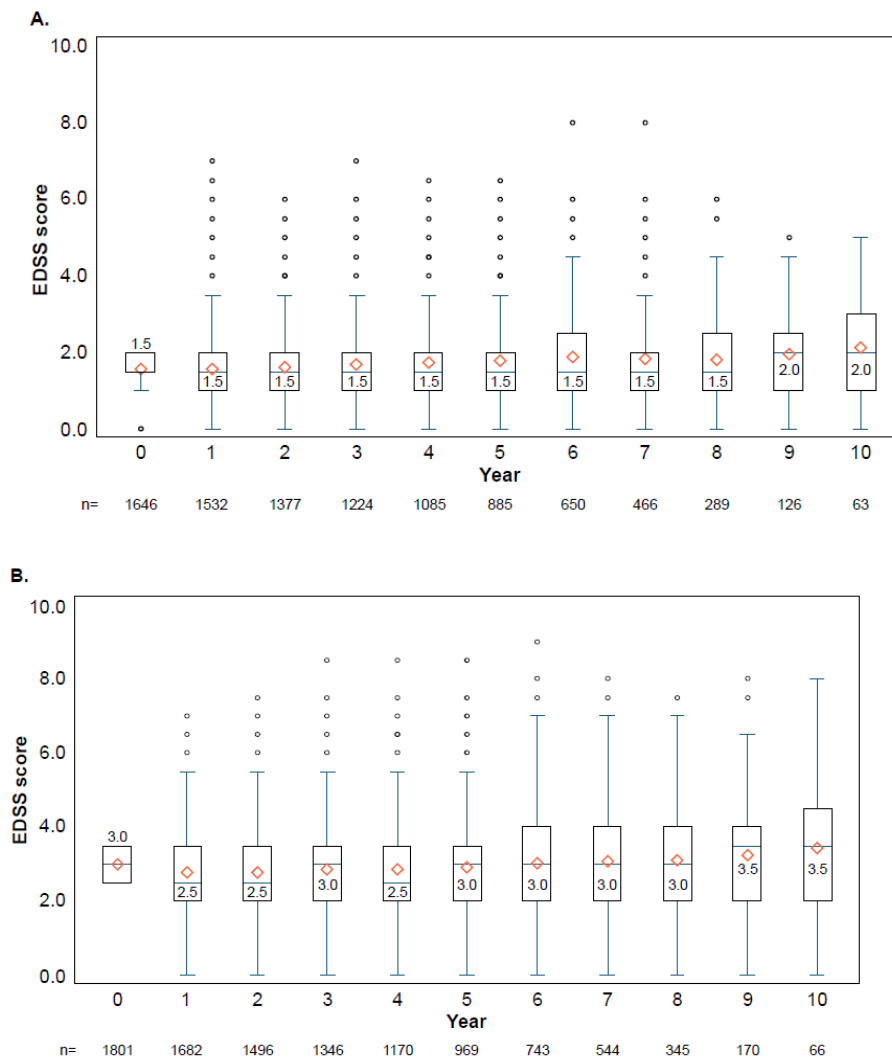 A.
10.0
8.0
6.0
4.0
2.0
0.0
EDSS score
1.5
1.5 1.5 1.5 1.5 1.5 1.5 1.5 1.5 2.0 2.0
0 1 2 3 4 5 6 7 8 9 10
Year
n= 1646 1532 1377 1224 1085 885 650 466 289 126 63
B.
10.0
8.0
6.0
4.0
2.0
0.0
EDSS score
3.0
2.5 2.5 3.0 2.5 3.0 3.0 3.0 3.0 3.5 3.5
0 1 2 3 4 5 6 7 8 9 10
Year
n= 1801 1682 1496 1346 1170 969 743 544 345 170 66